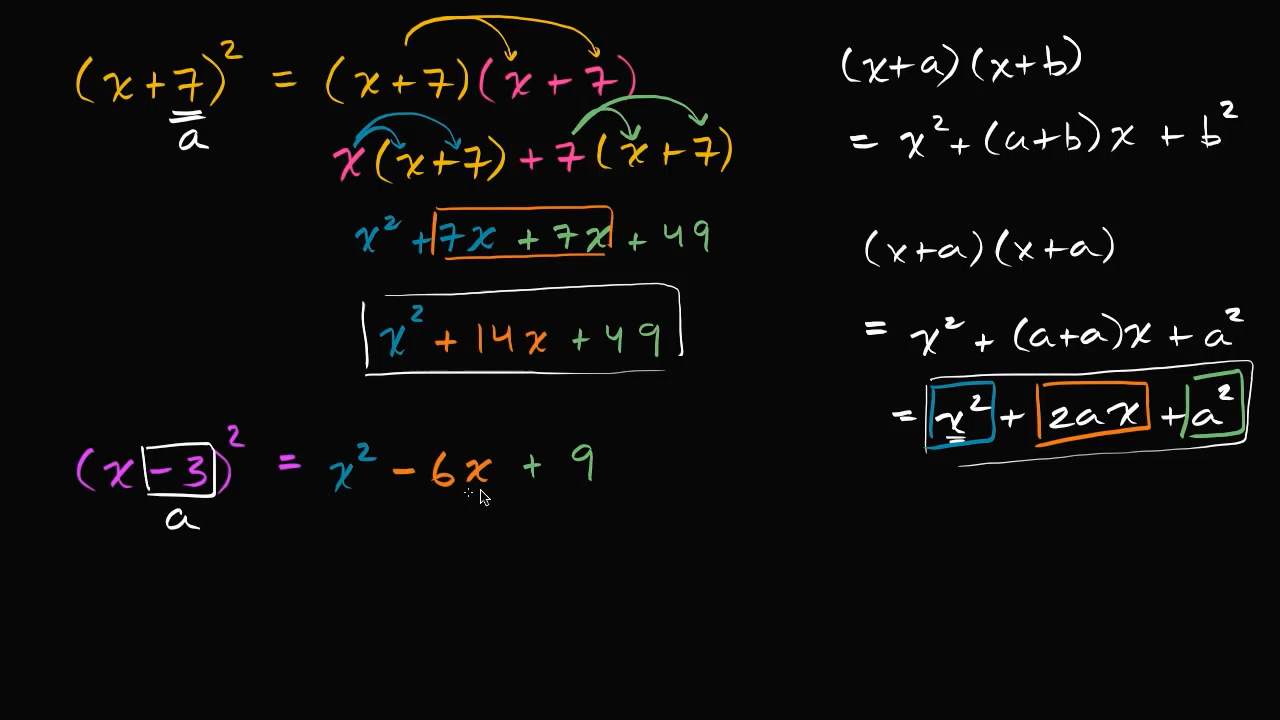 (x+7)² = (x+7)(x+7)
a
x(x+7)+7(x+7)
x²+7x+7x+49
x²+14x+49
(x-3)² = x²-6x+9
a
(x+a)(x+b)
= x²+(a+b)x+b²
(x+a)(x+a)
= x²+(a+a)x+a²
= x²+2ax+a²